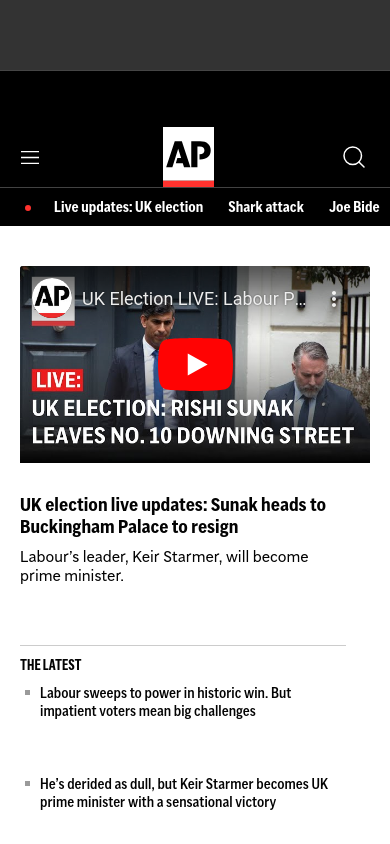 AP
Live updates: UK election Shark attack Joe Bide
AP UK Election LIVE: Labour P...
LIVE:
UK ELECTION: RISHI SUNAK
LEAVES NO. 10 DOWNING STREET
UK election live updates: Sunak heads to
Buckingham Palace to resign
Labour’s leader, Keir Starmer, will become
prime minister.
THE LATEST
Labour sweeps to power in historic win. But
impatient voters mean big challenges
He’s derided as dull, but Keir Starmer becomes UK
prime minister with a sensational victory